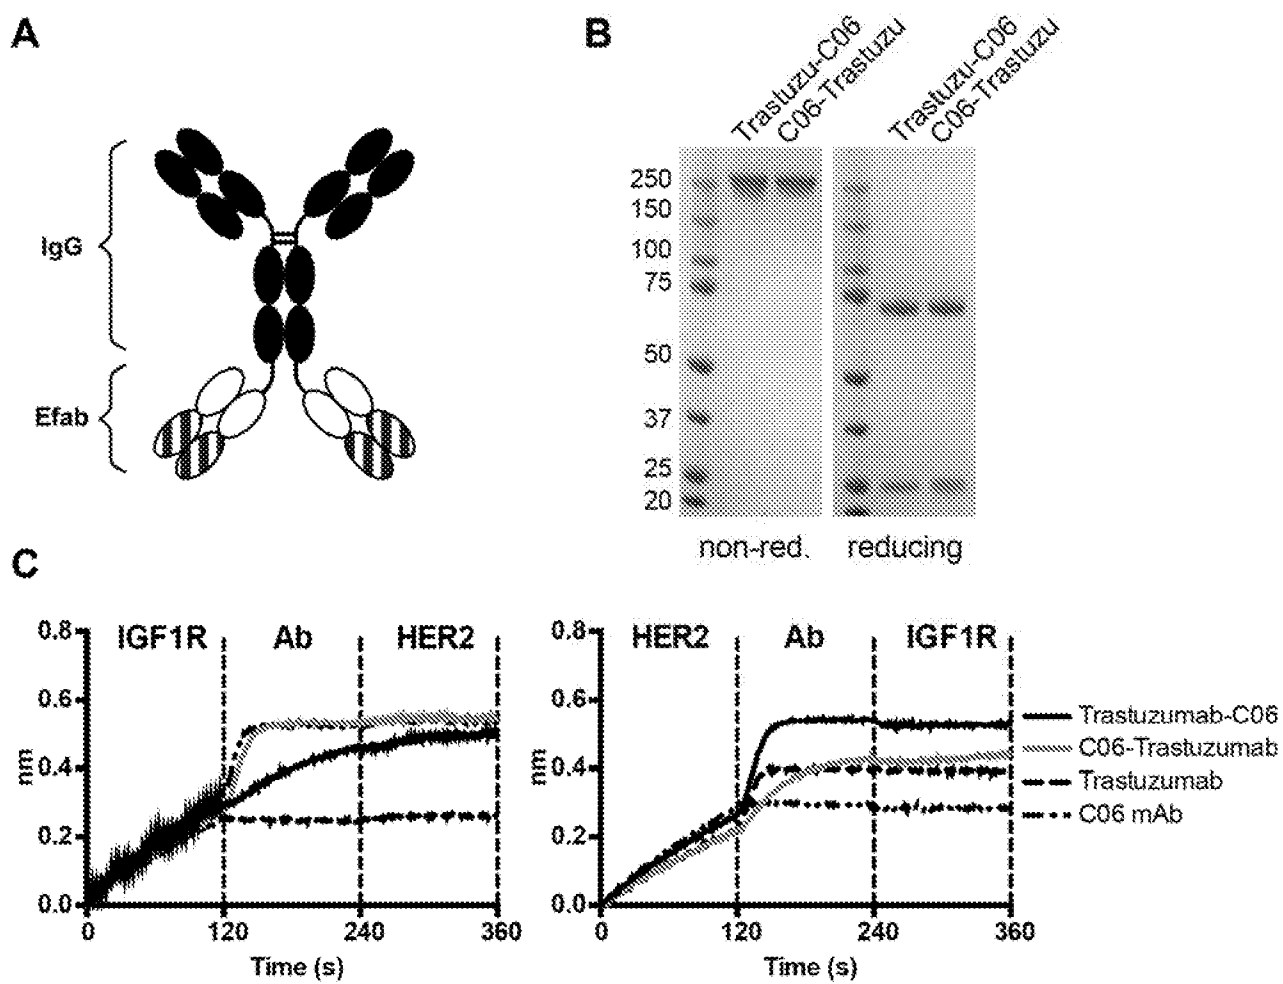 A
IgG
Efab
B
Trastuzu-C06
C06-Trastuzu
Trastuzu-C06
C06-Trastuzu
250
150
100
75
50
37
25
20
non-red.
reducing
C
0.8
0.6
0.4
0.2
0.0
nm
IGF1R
Ab
HER2
0
120
240
360
Time (s)
0.8
0.6
0.4
0.2
0.0
nm
HER2
Ab
IGF1R
0
120
240
360
Time (s)
Trastuzumab-C06
C06-Trastuzumab
Trastuzumab
C06 mAb